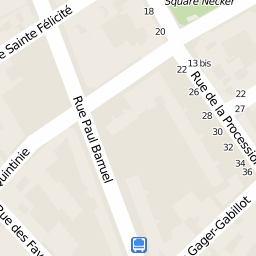 Square Necker
18
20
e Sainte Félicité
13 bis
22
26
Rue de la Procession
22
27
28
30
32
34
36
Rue Paul Barruel
Quintinie
Rue des Fav
Gager-Gabillot